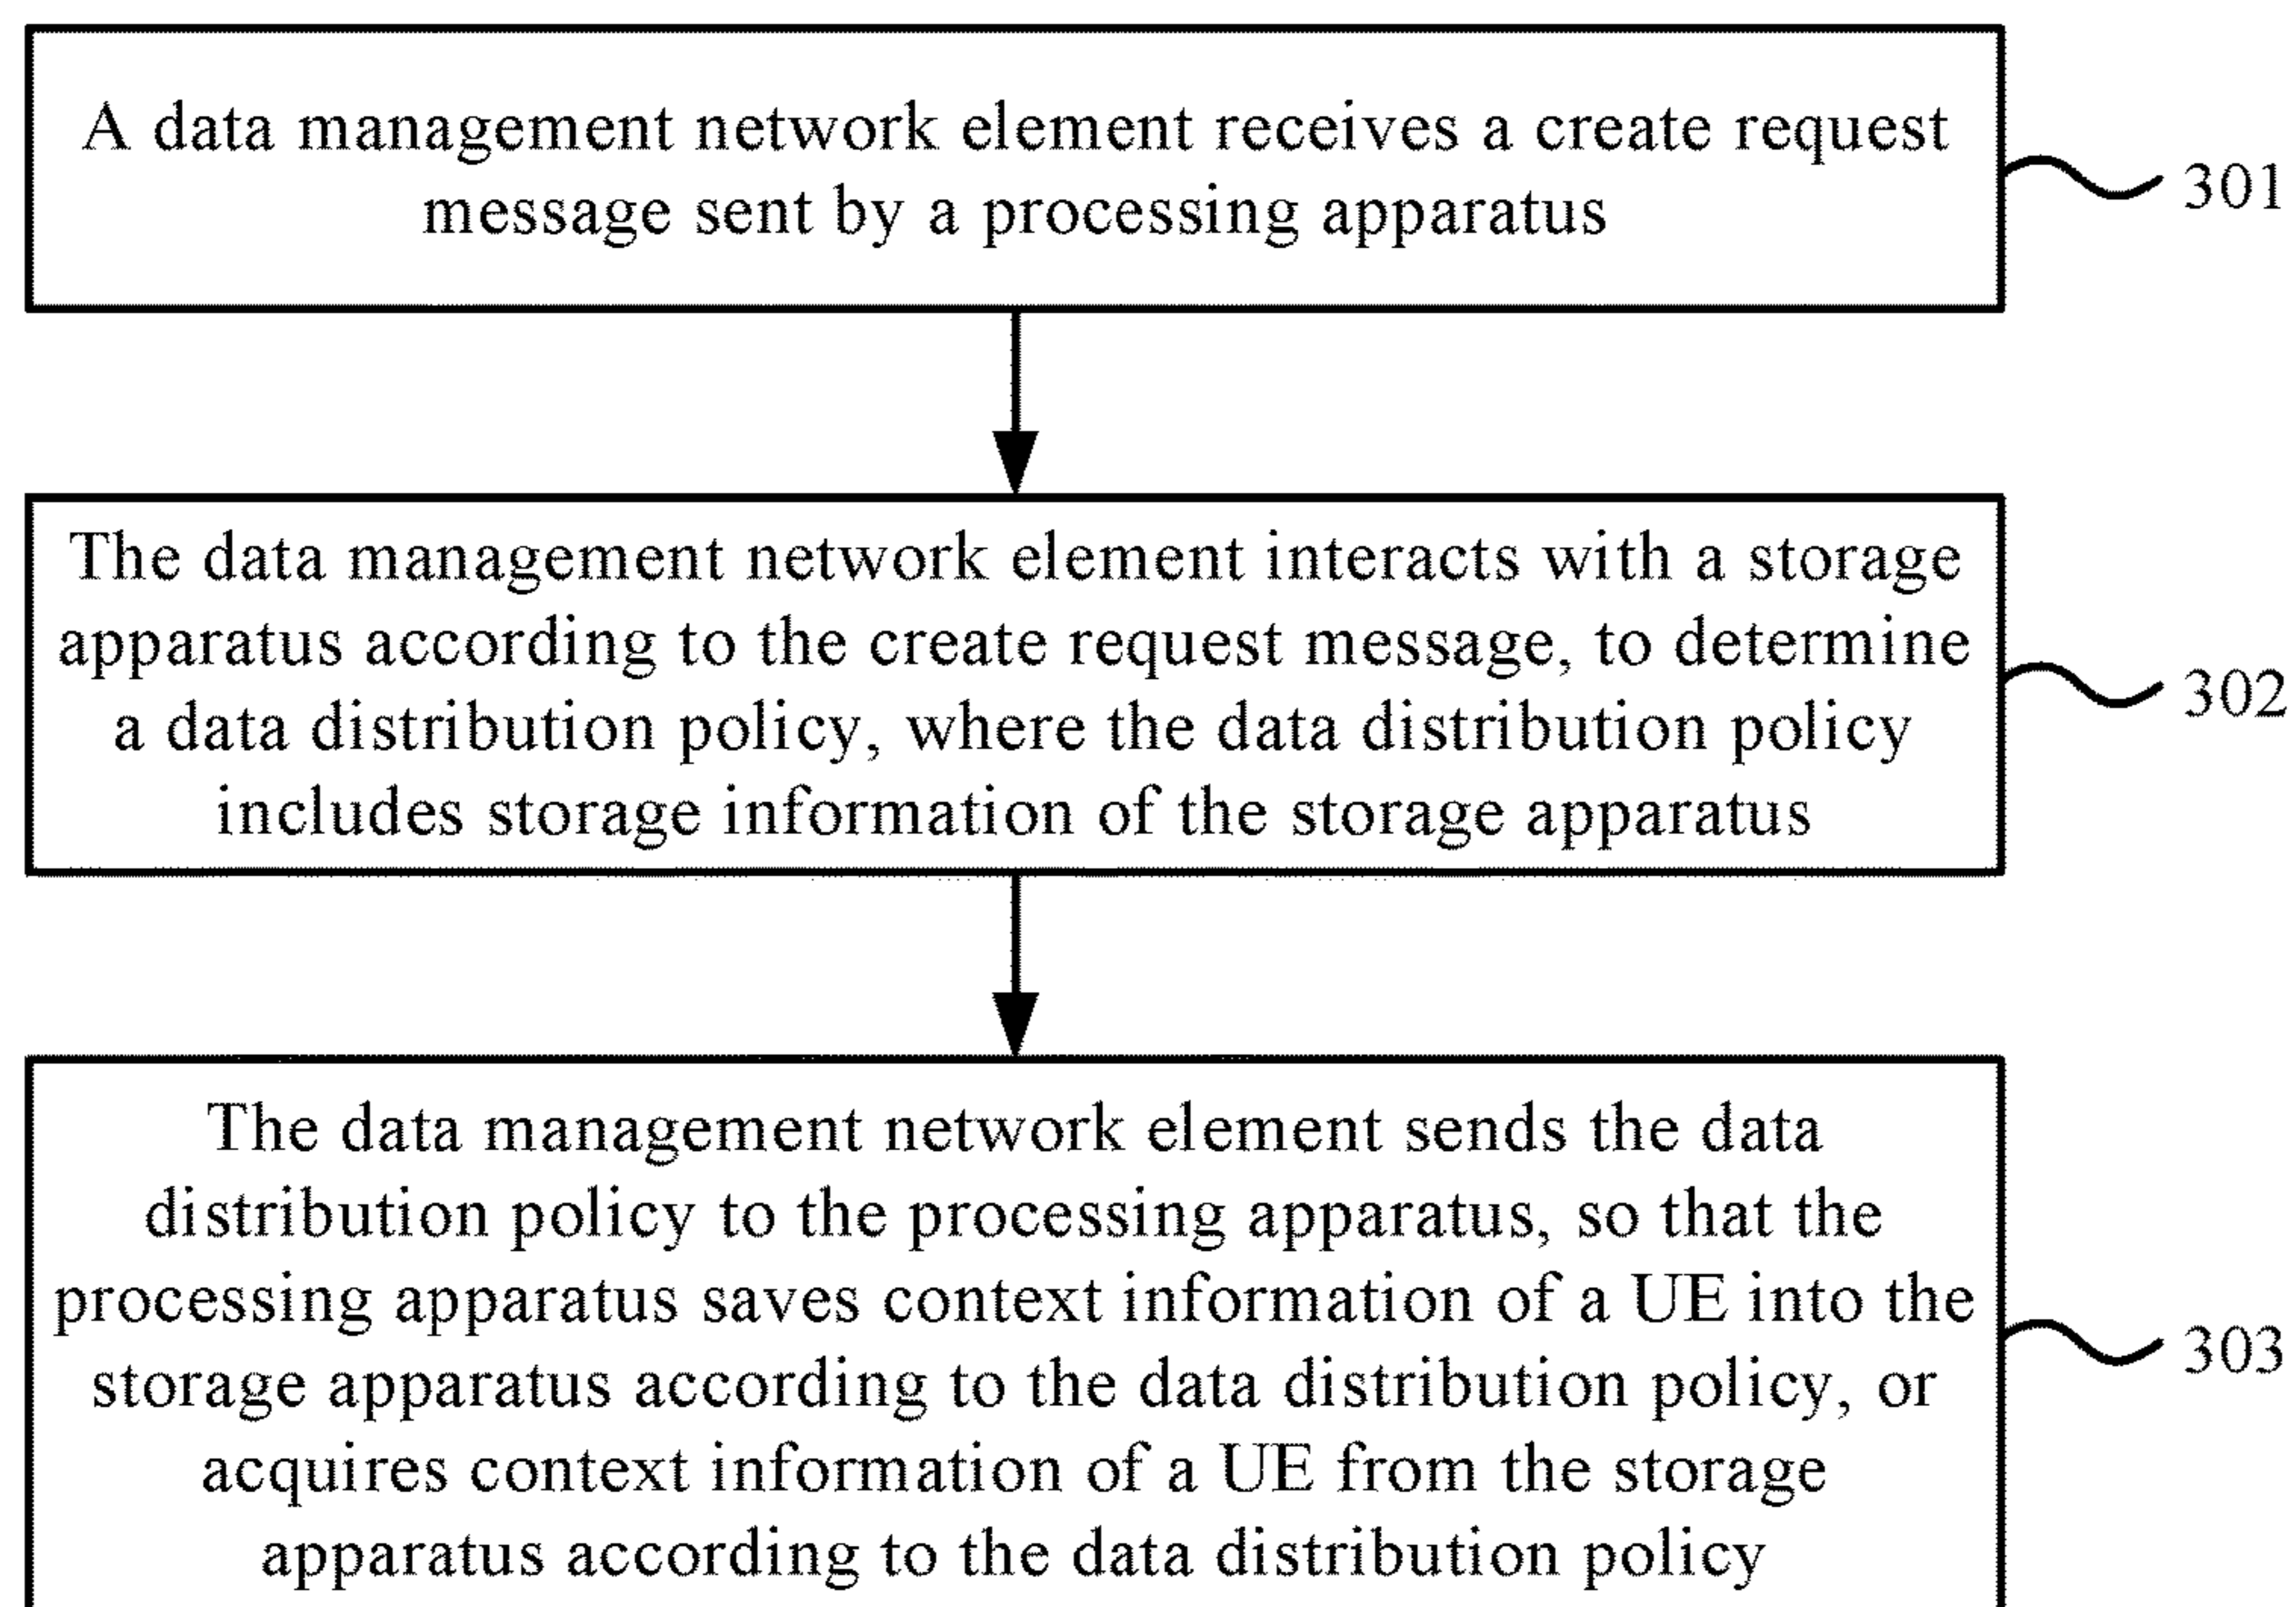 A data management network element receives a create request
message sent by a processing apparatus
301
The data management network element interacts with a storage
apparatus according to the create request message, to determine
a data distribution policy, where the data distribution policy
includes storage information of the storage apparatus
302
The data management network element sends the data
distribution policy to the processing apparatus, so that the
processing apparatus saves context information of a UE into the
storage apparatus according to the data distribution policy, or
acquires context information of a UE from the storage
apparatus according to the data distribution policy
303